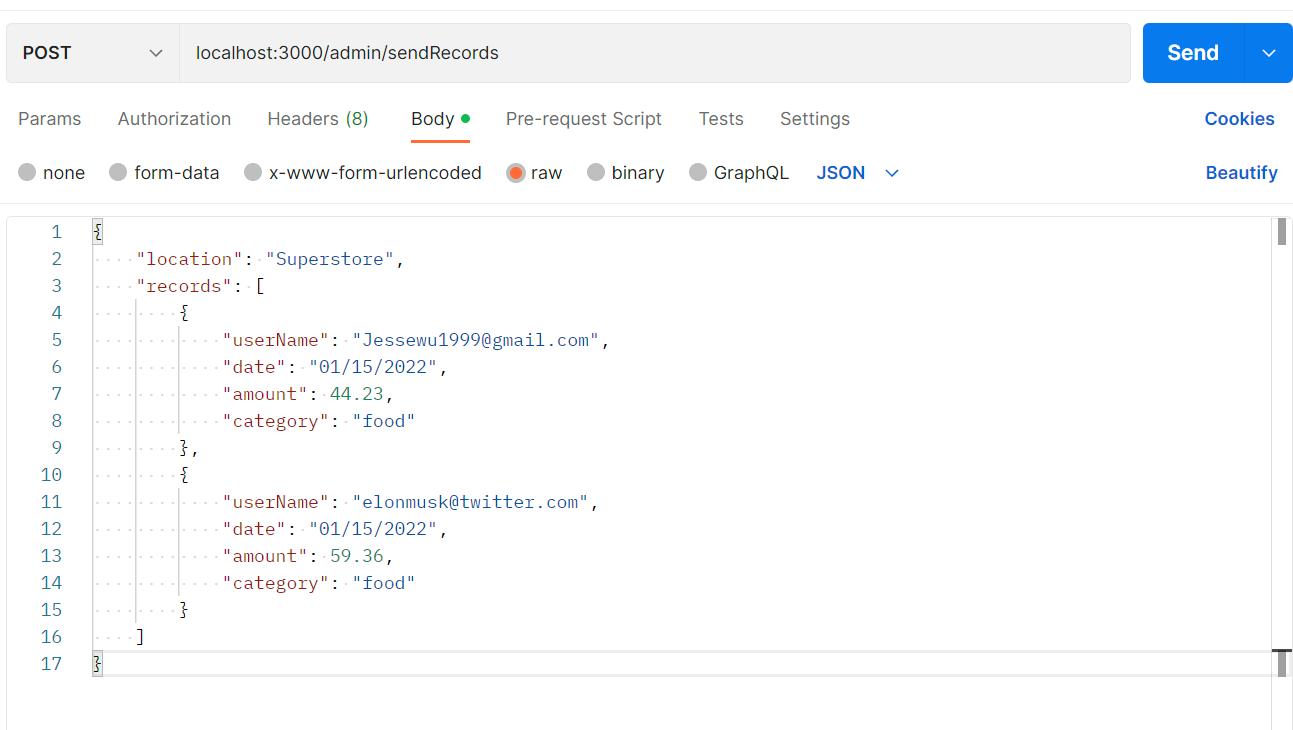 POST localhost:3000/admin/sendRecords Send
Params Authorization Headers (8) Body Pre-request Script Tests Settings Cookies
none form-data x-www-form-urlencoded raw binary GraphQL JSON Beautify
1 {
2 "location": "Superstore",
3 "records": [
4 {
5 "userName": "Jessewu1999@gmail.com",
6 "date": "01/15/2022",
7 "amount": 44.23,
8 "category": "food"
9 },
10 {
11 "userName": "elonmusk@twitter.com",
12 "date": "01/15/2022",
13 "amount": 59.36,
14 "category": "food"
15 }
16 ]
17 }